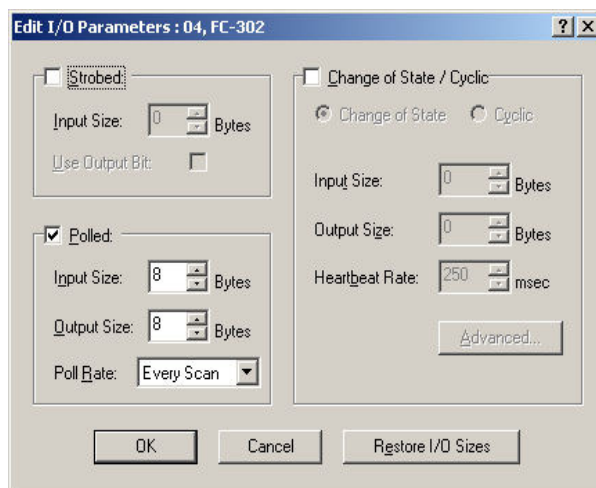 Edit I/O Parameters : 04, FC-302
Strobed:
Input Size: 0 Bytes
Use Output Bit:
Polled:
Input Size: 8 Bytes
Output Size: 8 Bytes
Poll Rate: Every Scan
Change of State / Cyclic
Change of State Cyclic
Input Size: 0 Bytes
Output Size: 0 Bytes
Heartbeat Rate: 250 msec
Advanced...
OK Cancel Restore I/O Sizes